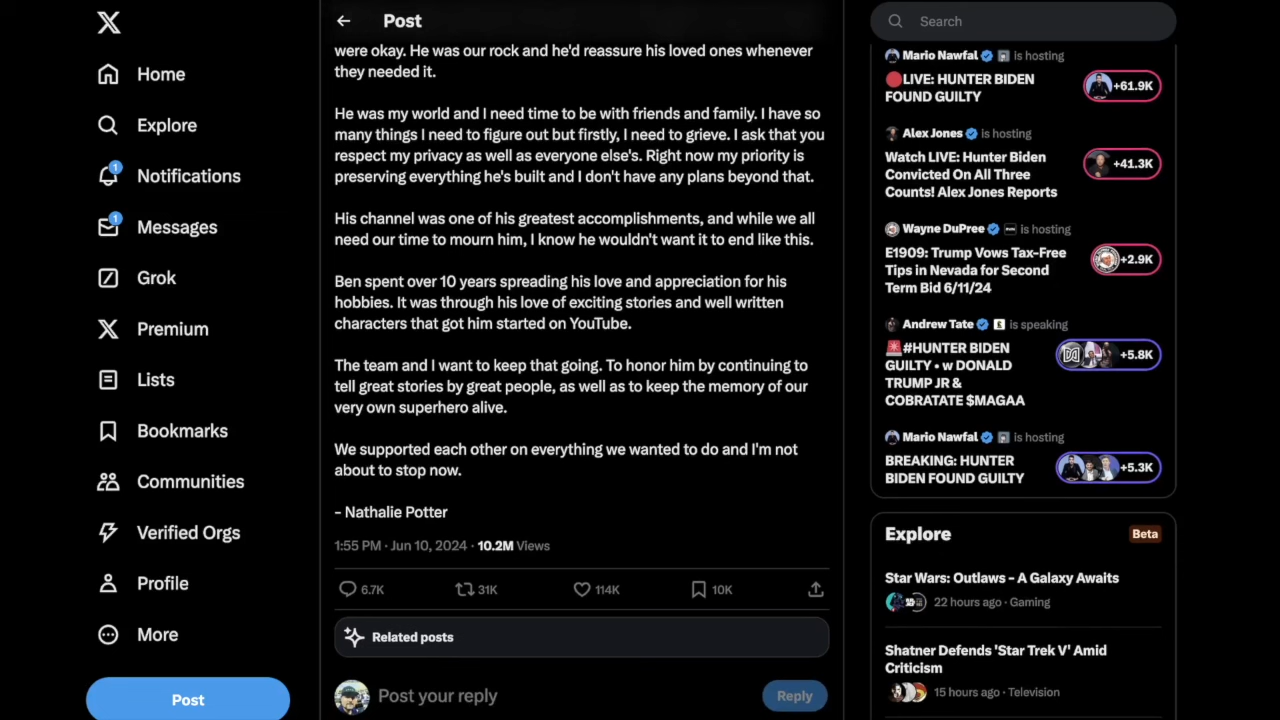 Home
Explore
1
Notifications
1
Messages
Grok
Premium
Lists
Bookmarks
Communities
Verified Orgs
Profile
More
Post
Post
were okay. He was our rock and he'd reassure his loved ones whenever
they needed it.
He was my world and I need time to be with friends and family. I have so
many things I need to figure out but firstly, I need to grieve. I ask that you
respect my privacy as well as everyone else's. Right now my priority is
preserving everything he's built and I don't have any plans beyond that.
His channel was one of his greatest accomplishments, and while we all
need our time to mourn him, I know he wouldn't want it to end like this.
Ben spent over 10 years spreading his love and appreciation for his
hobbies. It was through his love of exciting stories and well written
characters that got him started on YouTube.
The team and I want to keep that going. To honor him by continuing to
tell great stories by great people, as well as to keep the memory of our
very own superhero alive.
We supported each other on everything we wanted to do and I'm not
about to stop now.
- Nathalie Potter
1:55 PM · Jun 10, 2024 · 10.2M Views
6.7K 31K 114K 10K
Related posts
Post your reply
Reply
Search
Mario Nawfal is hosting
LIVE: HUNTER BIDEN
FOUND GUILTY
+61.9K
Alex Jones is hosting
Watch LIVE: Hunter Biden
Convicted On All Three
Counts! Alex Jones Reports
+41.3K
Wayne DuPree is hosting
E1909: Trump Vows Tax-Free
Tips in Nevada for Second
Term Bid 6/11/24
+2.9K
Andrew Tate is speaking
#HUNTER BIDEN
GUILTY • w DONALD
TRUMP JR &
COBRATATE $MAGAA
+5.8K
Mario Nawfal is hosting
BREAKING: HUNTER
BIDEN FOUND GUILTY
+5.3K
Explore
Beta
Star Wars: Outlaws – A Galaxy Awaits
22 hours ago · Gaming
Shatner Defends 'Star Trek V' Amid
Criticism
15 hours ago · Television